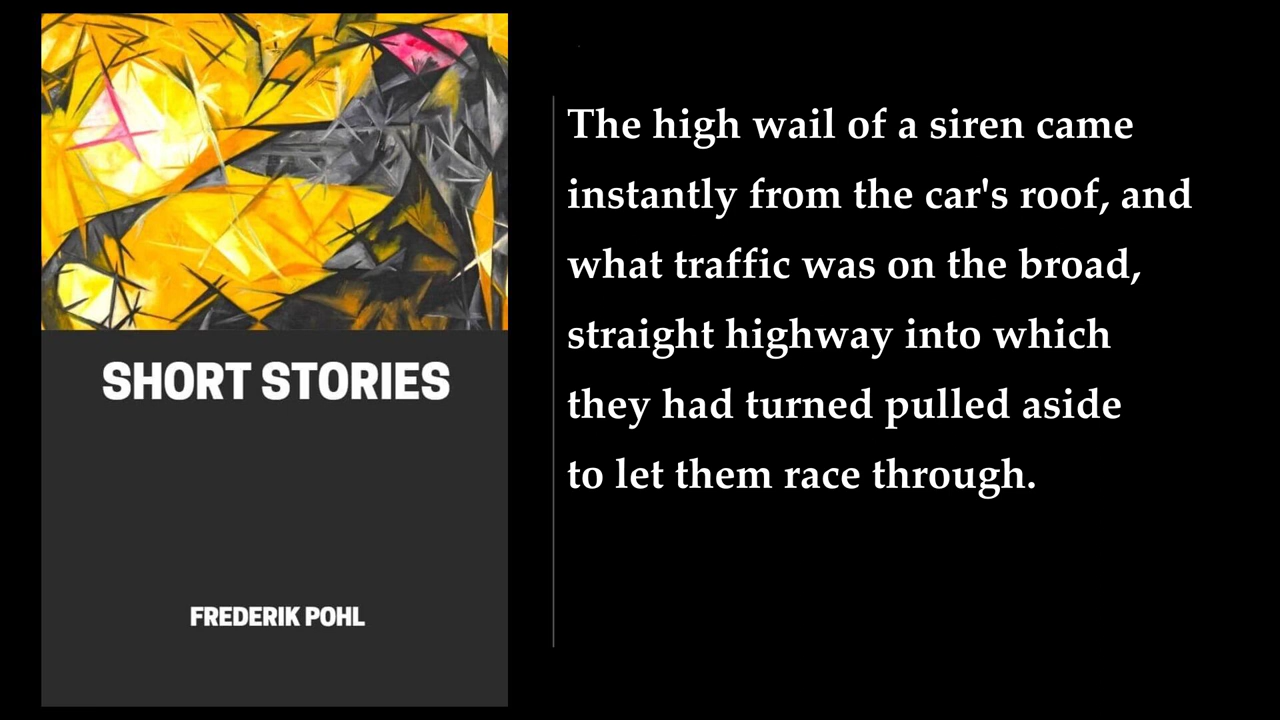 SHORT STORIES
FREDERIK POHL
The high wail of a siren came
instantly from the car's roof, and
what traffic was on the broad,
straight highway into which
they had turned pulled aside
to let them race through.